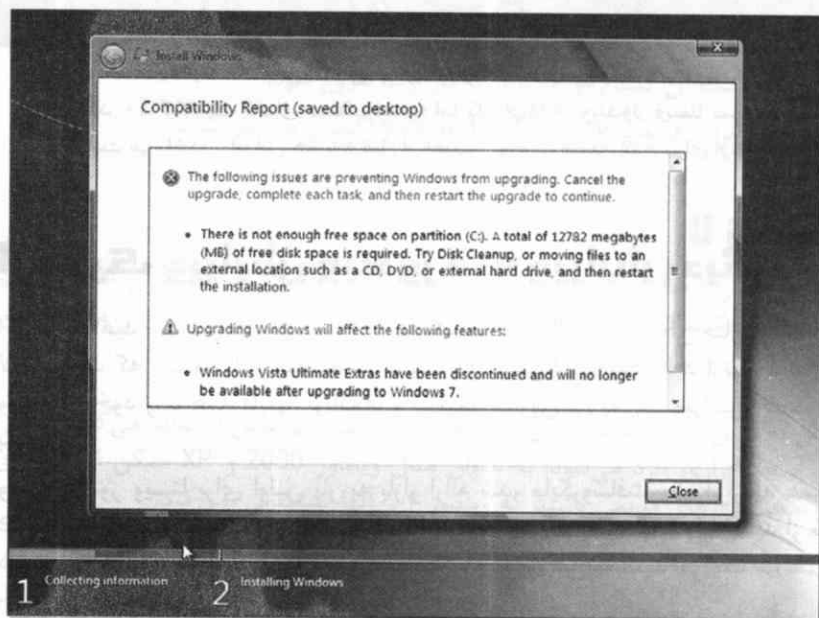 Install Windows
Compatibility Report (saved to desktop)
The following issues are preventing Windows from upgrading. Cancel the
upgrade, complete each task, and then restart the upgrade to continue.
• There is not enough free space on partition (C:). A total of 12782 megabytes
(MB) of free disk space is required. Try Disk Cleanup, or moving files to an
external location such as a CD, DVD, or external hard drive, and then restart
the installation.
Upgrading Windows will affect the following features:
• Windows Vista Ultimate Extras have been discontinued and will no longer
be available after upgrading to Windows 7.
Close
1 Collecting information
2 Installing Windows